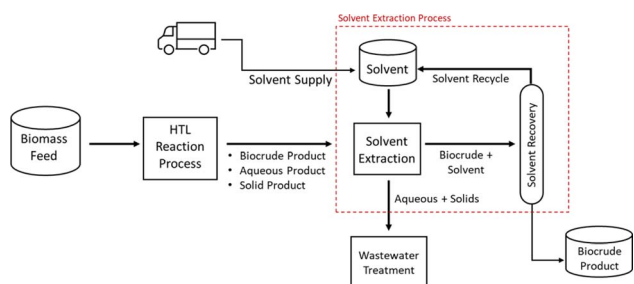 Solvent Extraction Process
Solvent Supply
Solvent
Solvent Recycle
Biomass
Feed
HTL
Reaction
Process
• Biocrude Product
• Aqueous Product
• Solid Product
Solvent
Extraction
Biocrude +
Solvent
Solvent Recovery
Aqueous + Solids
Wastewater
Treatment
Biocrude
Product